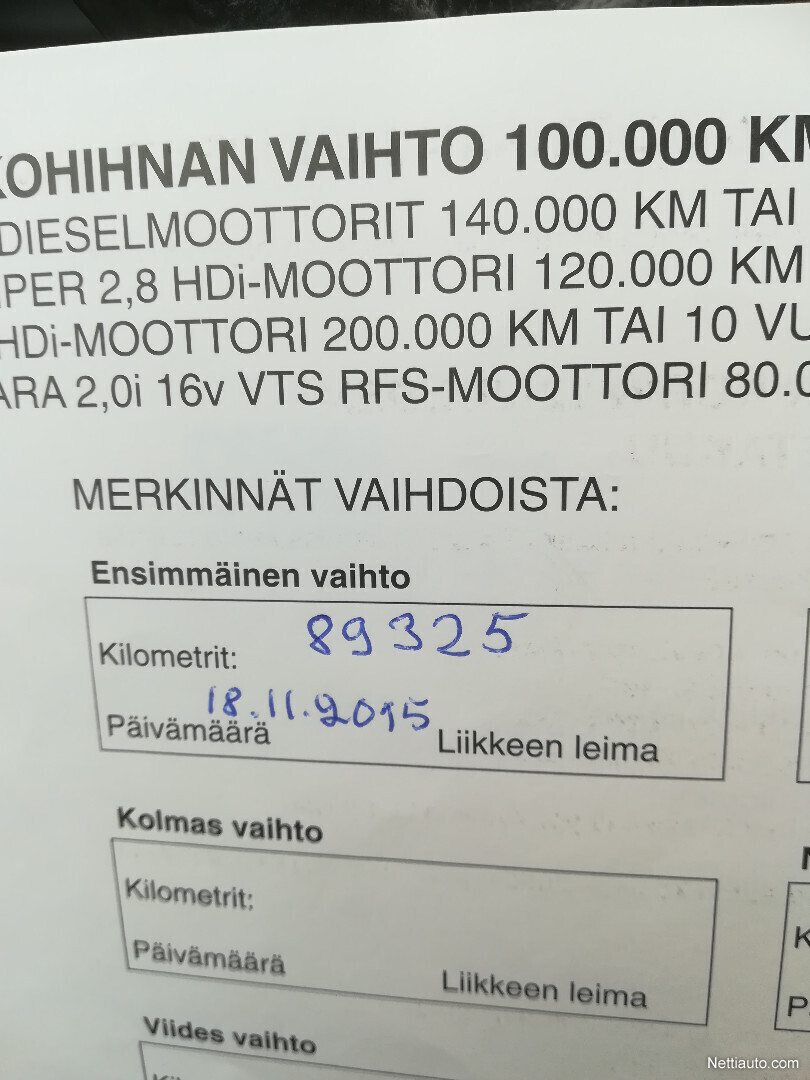 KOHIHNAN VAIHTO 100.000 KM
DIESELMOOTTORIT 140.000 KM TAI
PER 2,8 HDi-MOOTTORI 120.000 KM
HDi-MOOTTORI 200.000 KM TAI 10 VU
ARA 2,0i 16v VTS RFS-MOOTTORI 80.0
MERKINNÄT VAIHDOISTA:
Ensimmäinen vaihto
Kilometrit: 89325
Päivämäärä 18.11.2015 Liikkeen leima
Kolmas vaihto
Kilometrit:
Päivämäärä Liikkeen leima
Viides vaihto
Nettiauto.com